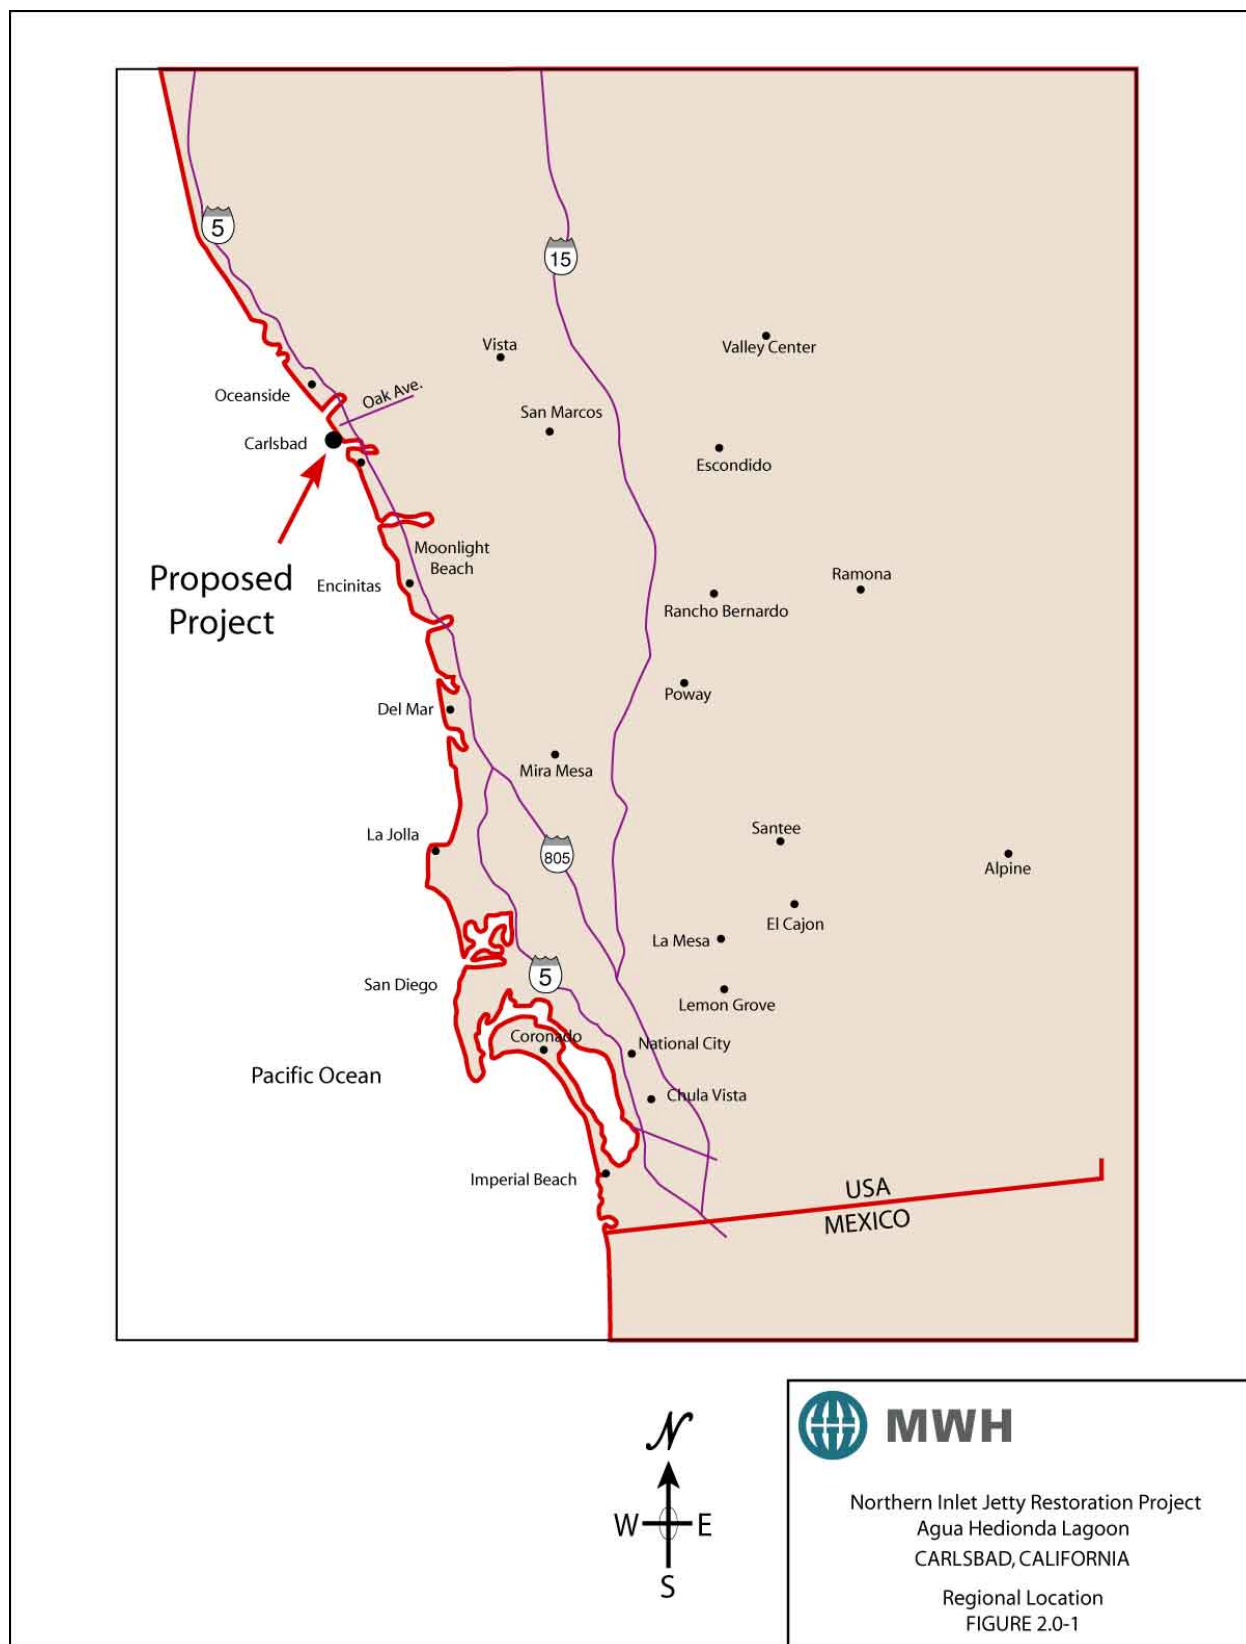 5
15
Vista
Valley Center
Oceanside
Oak Ave.
San Marcos
Carlsbad
Escondido
Moonlight
Beach
Proposed
Project
Encinitas
Ramona
Rancho Bernardo
Poway
Del Mar
Mira Mesa
La Jolla
805
Santee
Alpine
El Cajon
La Mesa
San Diego
5
Lemon Grove
Coronado
National City
Pacific Ocean
Chula Vista
Imperial Beach
USA
MEXICO
N
W E
S
MWH
Northern Inlet Jetty Restoration Project
Agua Hedionda Lagoon
CARLSBAD, CALIFORNIA
Regional Location
FIGURE 2.0-1